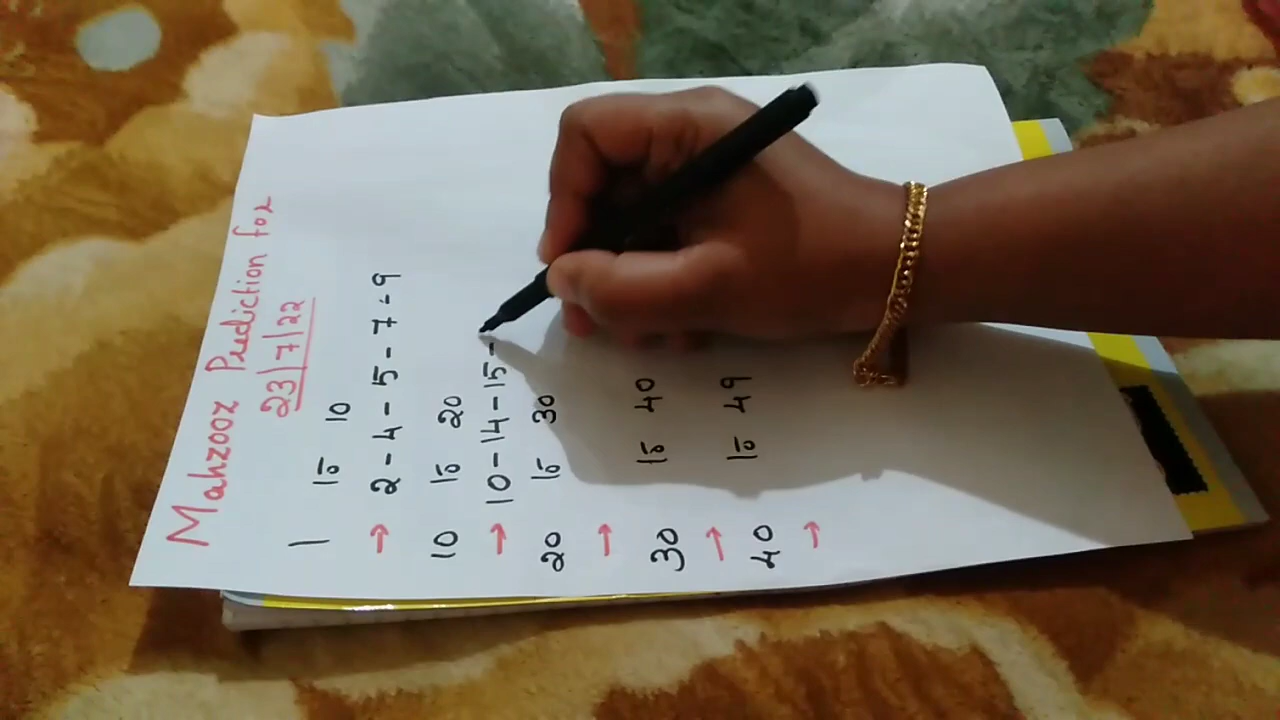 Mahzooz Prediction for
23/7/22
1 to 10
→ 2-4-5-7-9
10 to 20
→ 10-14-15-
20 to 30
→
30 to 40
→
40 to 49
→